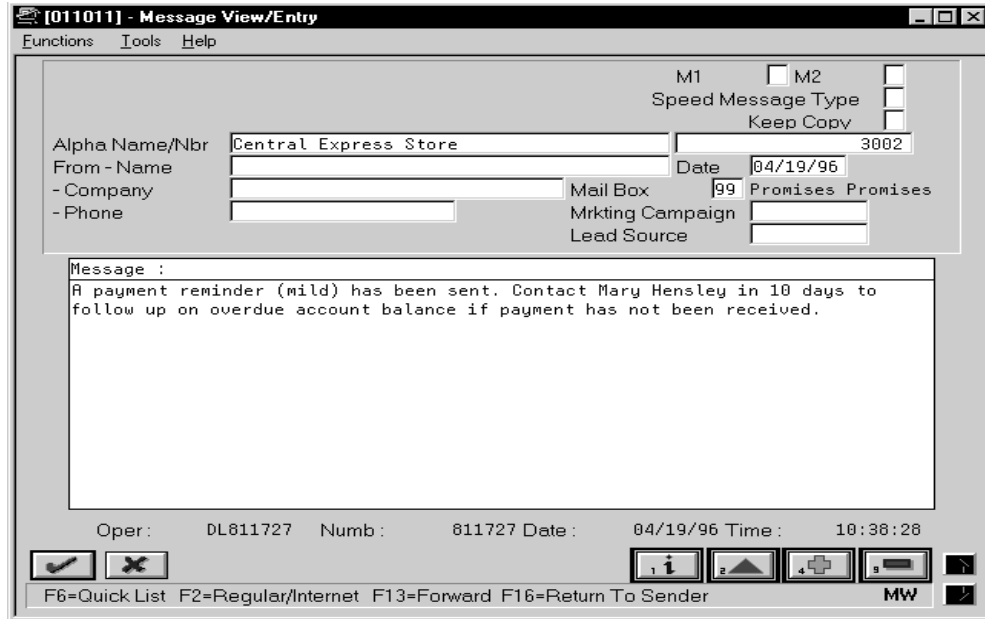 [011011] - Message View/Entry
Functions Tools Help
M1 M2
Speed Message Type
Keep Copy
Alpha Name/Nbr Central Express Store 3002
From - Name Date 04/19/96
- Company Mail Box 99 Promises Promises
- Phone Mrkting Campaign
Lead Source
Message :
A payment reminder (mild) has been sent. Contact Mary Hensley in 10 days to
follow up on overdue account balance if payment has not been received.
Oper : DL811727 Numb : 811727 Date : 04/19/96 Time : 10:38:28
1 i 2 4 9
F6=Quick List F2=Regular/Internet F13=Forward F16=Return To Sender MW